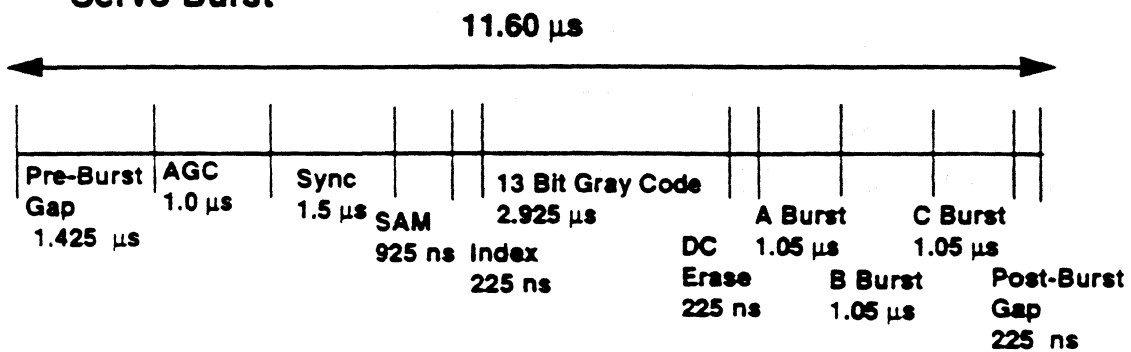 Servo Burst
11.60 μs
Pre-Burst
Gap
1.425 μs
AGC
1.0 μs
Sync
1.5 μs
SAM
925 ns
Index
225 ns
13 Bit Gray Code
2.925 μs
DC
Erase
225 ns
A Burst
1.05 μs
B Burst
1.05 μs
C Burst
1.05 μs
Post-Burst
Gap
225 ns